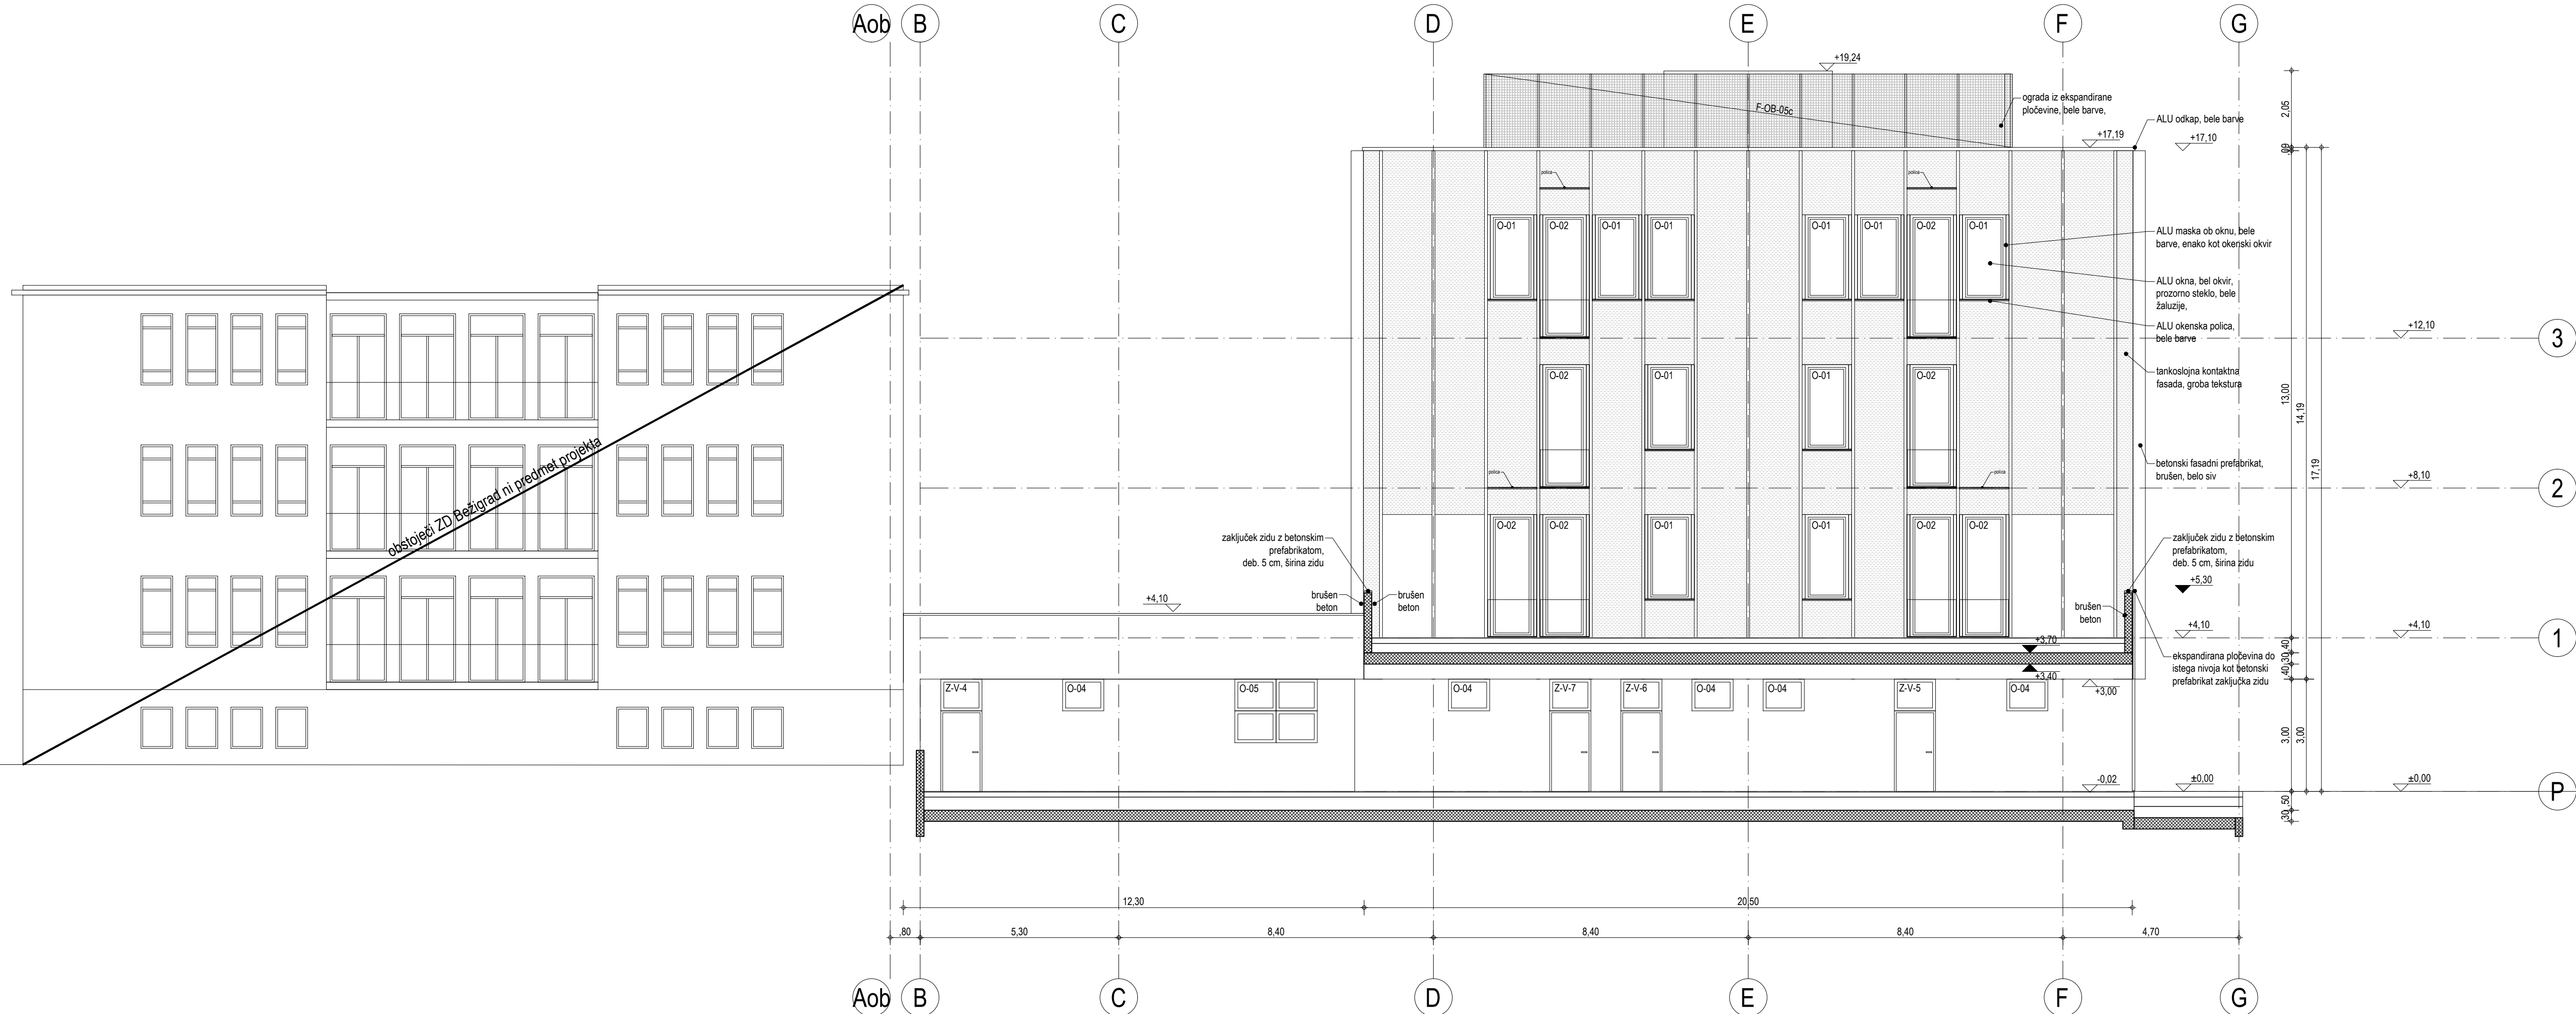 Aob
B
C
D
E
F
G
+19,24
F-OB-05c
ograda iz ekspandirane
pločevine, bele barve,
2,05
ALU odkap, bele barve
+17,19
+17,10
,09
polica
polica
O-01
O-02
O-01
O-01
O-01
O-01
O-02
O-01
ALU maska ob oknu, bele
barve, enako kot okenski okvir
ALU okna, bel okvir,
prozorno steklo, bele
žaluzije,
ALU okenska polica,
bele barve
+12,10
3
tankoslojna kontaktna
fasada, groba tekstura
O-02
O-01
O-01
O-02
13,00
14,19
17,19
obstoječi ZD Bežigrad ni predmet projekta
betonski fasadni prefabrikat,
brušen, belo siv
polica
polica
+8,10
2
O-02
O-02
O-01
O-01
O-02
O-02
zaključek zidu z betonskim
prefabrikatom,
deb. 5 cm, širina zidu
zaključek zidu z betonskim
prefabrikatom,
deb. 5 cm, širina zidu
+5,30
brušen
beton
brušen
beton
brušen
beton
+4,10
+4,10
+4,10
1
+3,70
+3,40
ekspandirana pločevina do
istega nivoja kot betonski
prefabrikat zaključka zidu
,40
,30
,40
Z-V-4
O-04
O-05
O-04
Z-V-7
Z-V-6
O-04
O-04
Z-V-5
O-04
+3,00
3,00
3,00
-0,02
±0,00
±0,00
P
,50
,30
12,30
20,50
,80
5,30
8,40
8,40
8,40
4,70
Aob
B
C
D
E
F
G